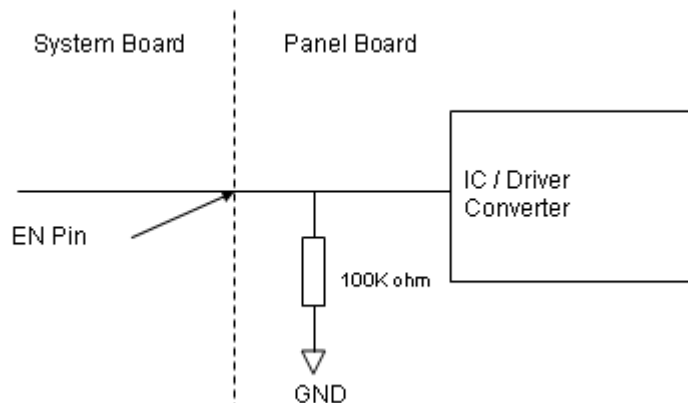 System Board
Panel Board
IC / Driver
Converter
EN Pin
100K ohm
GND